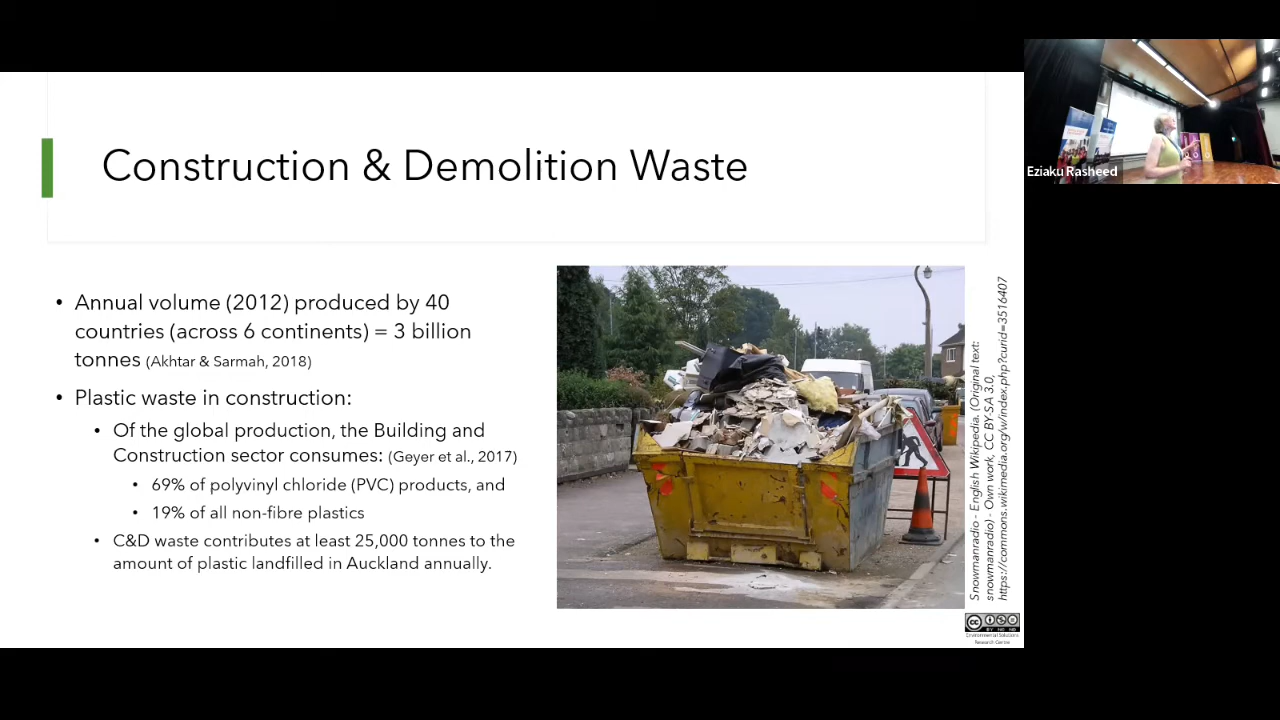 Construction & Demolition Waste
• Annual volume (2012) produced by 40
countries (across 6 continents) = 3 billion
tonnes (Akhtar & Sarmah, 2018)
• Plastic waste in construction:
• Of the global production, the Building and
Construction sector consumes: (Geyer et al., 2017)
• 69% of polyvinyl chloride (PVC) products, and
• 19% of all non-fibre plastics
• C&D waste contributes at least 25,000 tonnes to the
amount of plastic landfilled in Auckland annually.
Snowmanradio - English Wikipedia. (Original text:
snowmanradio) - Own work, CC BY-SA 3.0,
https://commons.wikimedia.org/w/index.php?curid=3516407
Environmental Solutions
Research Centre
Eziaku Rasheed